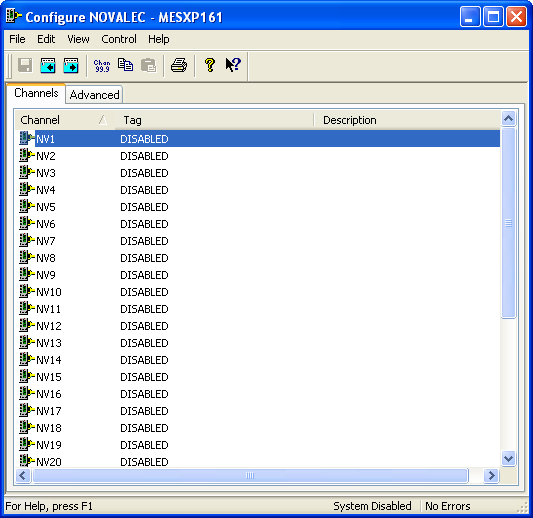 Configure NOVALEC - MESXP161
File Edit View Control Help
Chan 99.9 ? ?
Channels Advanced
Channel Tag Description
NV1 DISABLED
NV2 DISABLED
NV3 DISABLED
NV4 DISABLED
NV5 DISABLED
NV6 DISABLED
NV7 DISABLED
NV8 DISABLED
NV9 DISABLED
NV10 DISABLED
NV11 DISABLED
NV12 DISABLED
NV13 DISABLED
NV14 DISABLED
NV15 DISABLED
NV16 DISABLED
NV17 DISABLED
NV18 DISABLED
NV19 DISABLED
NV20 DISABLED
For Help, press F1 System Disabled No Errors